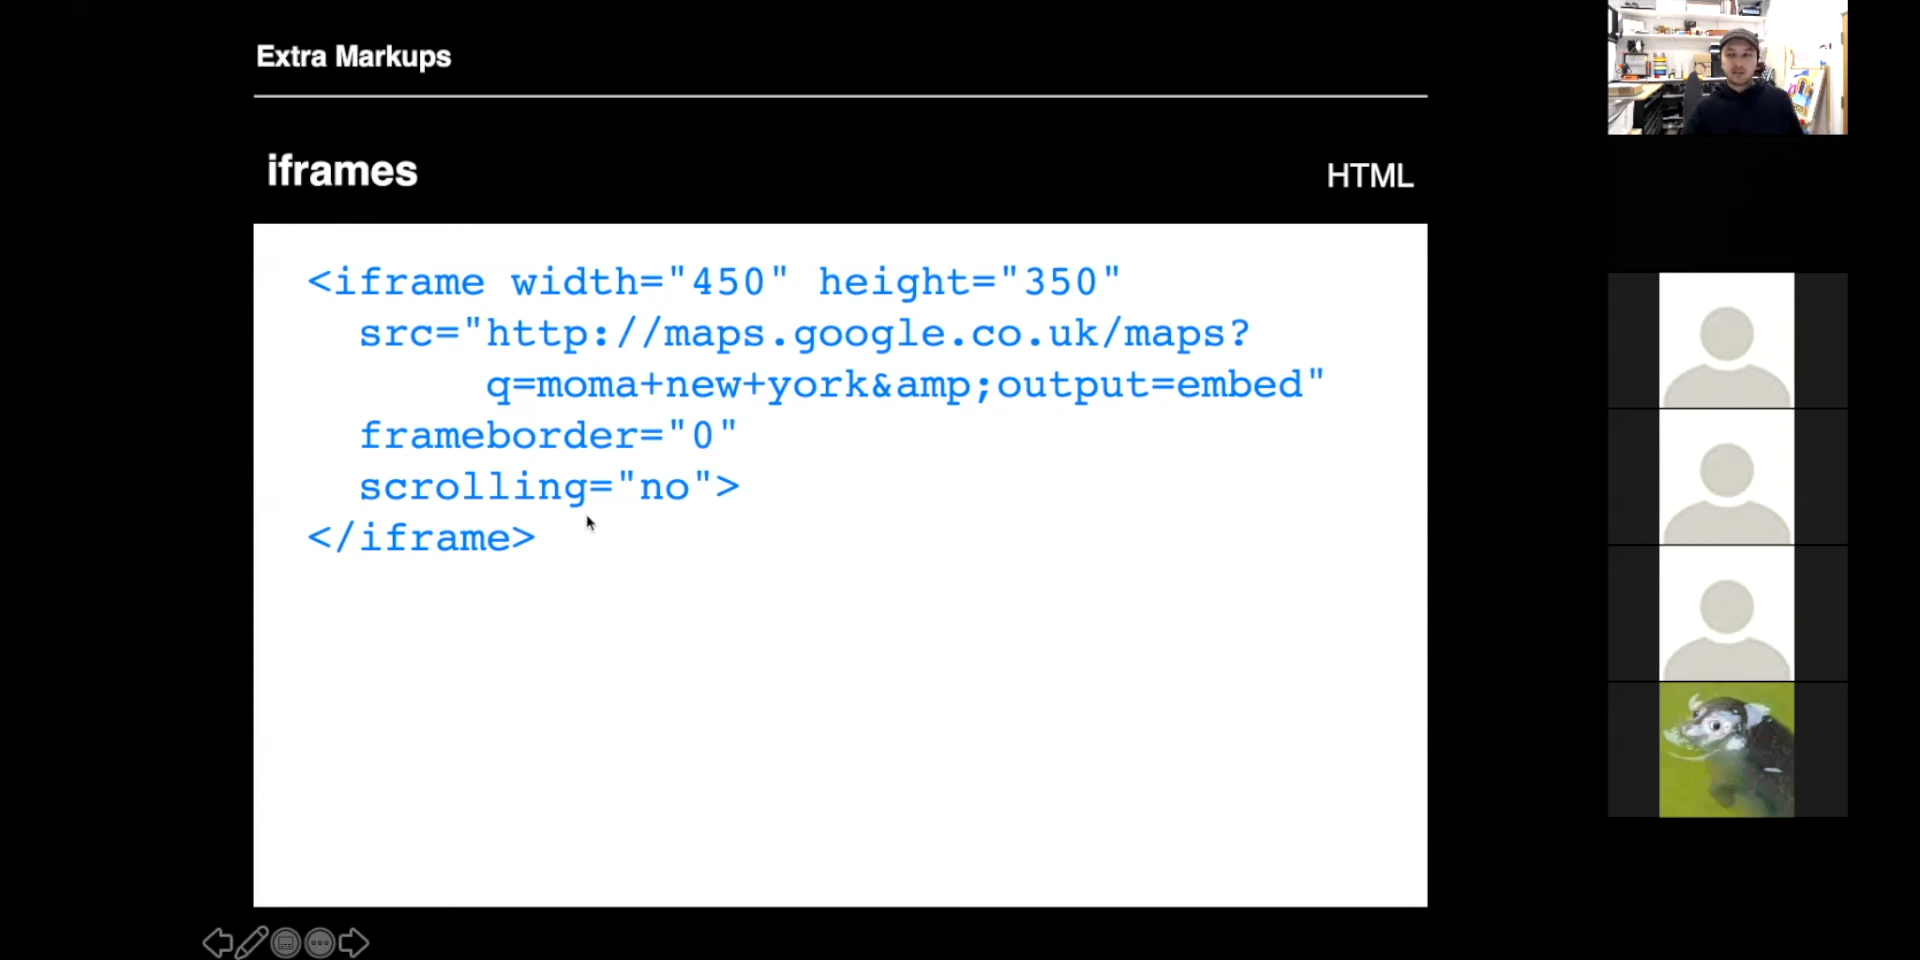 Extra Markups
iframes
HTML
<iframe width="450" height="350"
src="http://maps.google.co.uk/maps?
q=moma+new+york&amp;output=embed"
frameborder="0"
scrolling="no">
</iframe>